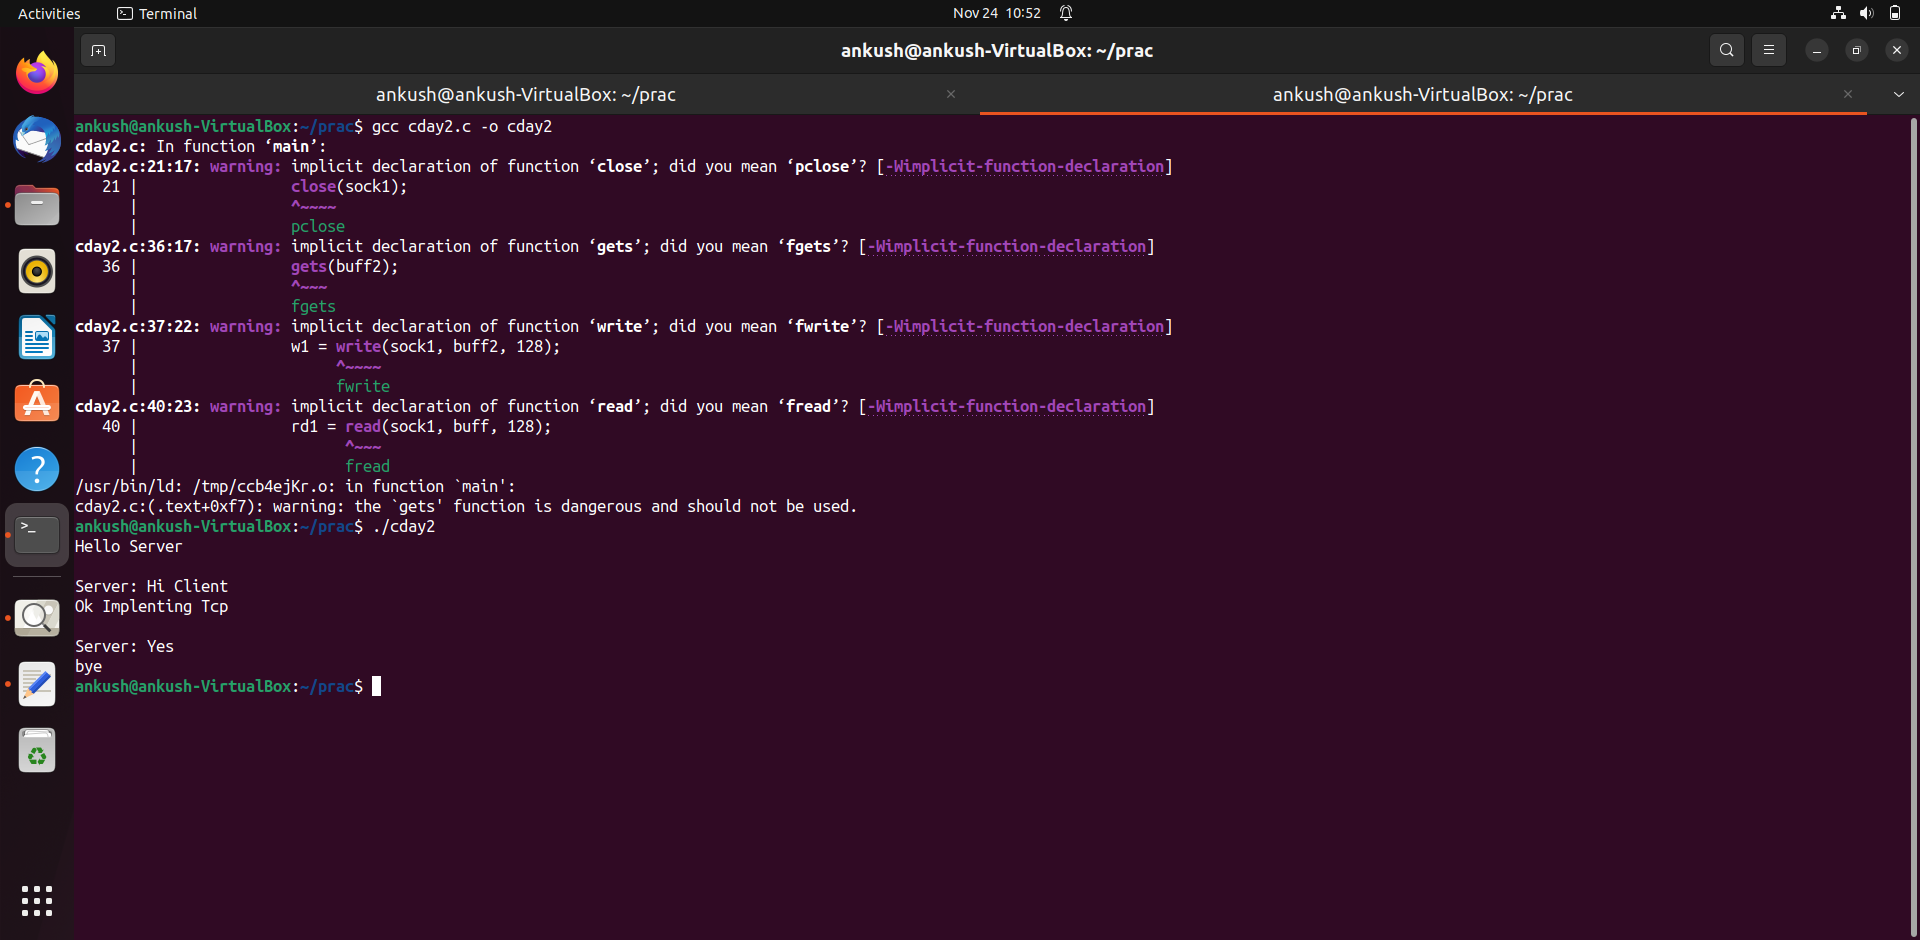 Activities
Terminal
Nov 24 10:52
ankush@ankush-VirtualBox: ~/prac
ankush@ankush-VirtualBox: ~/prac
ankush@ankush-VirtualBox: ~/prac
ankush@ankush-VirtualBox:~/prac$ gcc cday2.c -o cday2
cday2.c: In function ‘main’:
cday2.c:21:17: warning: implicit declaration of function ‘close’; did you mean ‘pclose’? [-Wimplicit-function-declaration]
   21 |                 close(sock1);
      |                 ^~~~~
      |                 pclose
cday2.c:36:17: warning: implicit declaration of function ‘gets’; did you mean ‘fgets’? [-Wimplicit-function-declaration]
   36 |                 gets(buff2);
      |                 ^~~~
      |                 fgets
cday2.c:37:22: warning: implicit declaration of function ‘write’; did you mean ‘fwrite’? [-Wimplicit-function-declaration]
   37 |                 w1 = write(sock1, buff2, 128);
      |                      ^~~~~
      |                      fwrite
cday2.c:40:23: warning: implicit declaration of function ‘read’; did you mean ‘fread’? [-Wimplicit-function-declaration]
   40 |                 rd1 = read(sock1, buff, 128);
      |                       ^~~~
      |                       fread
/usr/bin/ld: /tmp/ccb4ejKr.o: in function `main':
cday2.c:(.text+0xf7): warning: the `gets' function is dangerous and should not be used.
ankush@ankush-VirtualBox:~/prac$ ./cday2
Hello Server
Server: Hi Client
Ok Implenting Tcp
Server: Yes
bye
ankush@ankush-VirtualBox:~/prac$